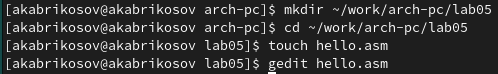 [akabrikosov@akabrikosov arch-pc]$ mkdir ~/work/arch-pc/lab05
[akabrikosov@akabrikosov arch-pc]$ cd ~/work/arch-pc/lab05
[akabrikosov@akabrikosov lab05]$ touch hello.asm
[akabrikosov@akabrikosov lab05]$ gedit hello.asm